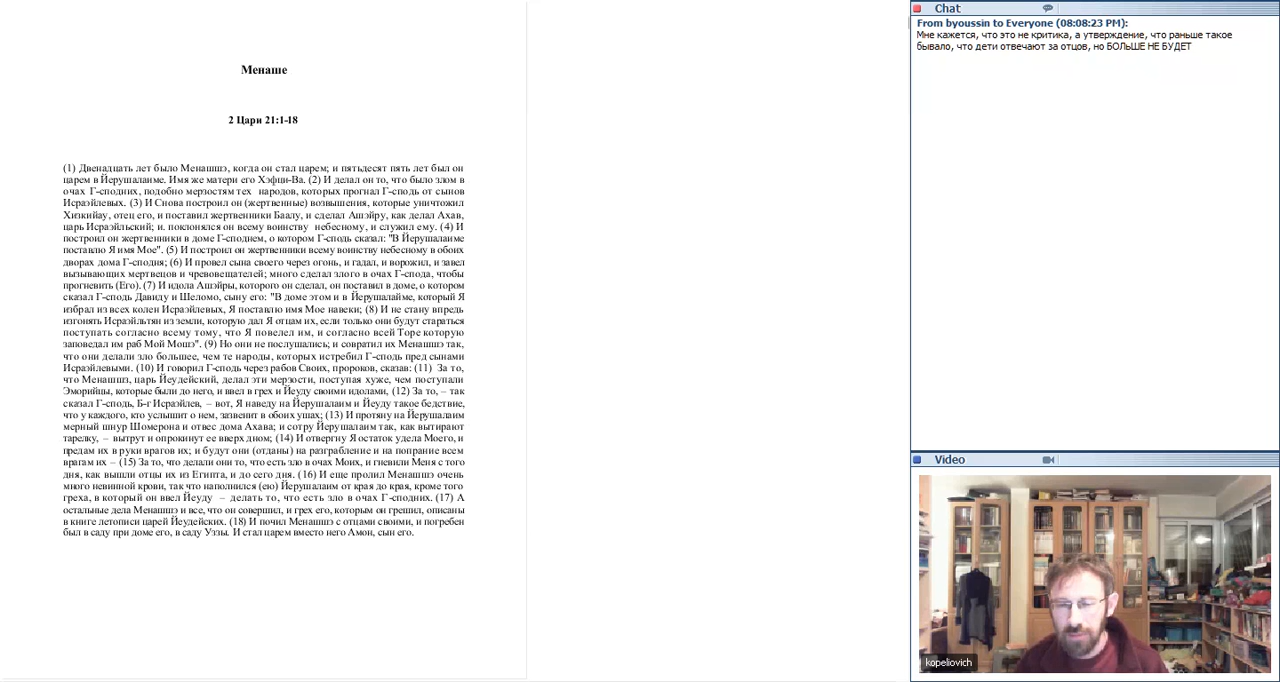 Менаше
2 Цари 21:1-18
(1) Двенадцать лет было Менашшэ, когда он стал царем; и пятьдесят пять лет был он
царем в Йерушалаиме. Имя же матери его Хэфци-Ва. (2) И делал он то, что было злом в
очах Г-сподних, подобно мерзостям тех народов, которых прогнал Г-сподь от сынов
Исраэйлевых. (3) И Снова построил он (жертвенные) возвышения, которые уничтожил
Хизкийау, отец его, и поставил жертвенники Баалу, и сделал Ашэйру, как делал Ахав,
царь Исраэйльский; и. поклонялся он всему воинству небесному, и служил ему. (4) И
построил он жертвенники в доме Г-споднем, о котором Г-сподь сказал: "В Йерушалаиме
поставлю Я имя Мое". (5) И построил он жертвенники всему воинству небесному в обоих
дворах дома Г-сподня; (6) И провел сына своего через огонь, и гадал, и ворожил, и завел
вызывающих мертвецов и чревовещателей; много сделал злого в очах Г-спода, чтобы
прогневить (Его). (7) И идола Ашэйры, которого он сделал, он поставил в доме, о котором
сказал Г-сподь Давиду и Шеломо, сыну его: "В доме этом и в Йерушалайме, который Я
избрал из всех колен Исраэйлевых, Я поставлю имя Мое навеки; (8) И не стану впредь
изгонять Исраэйльтян из земли, которую дал Я отцам их, если только они будут стараться
поступать согласно всему тому, что Я повелел им, и согласно всей Торе которую
заповедал им раб Мой Мошэ". (9) Но они не послушались; и совратил их Менашшэ так,
что они делали зло большее, чем те народы, которых истребил Г-сподь пред сынами
Исраэйлевыми. (10) И говорил Г-сподь через рабов Своих, пророков, сказав: (11) За то,
что Менашшэ, царь Йеудейский, делал эти мерзости, поступая хуже, чем поступали
Эморийцы, которые были до него, и ввел в грех и Йеуду своими идолами, (12) За то, – так
сказал Г-сподь, Б-г Исраэйлев, – вот, Я наведу на Йерушалаим и Йеуду такое бедствие,
что у каждого, кто услышит о нем, зазвенит в обоих ушах; (13) И протяну на Йерушалаим
мерный шнур Шомерона и отвес дома Ахава; и сотру Йерушалаим так, как вытирают
тарелку, – вытрут и опрокинут ее вверх дном; (14) И отвергну Я остаток удела Моего, и
предам их в руки врагов их; и будут они (отданы) на разграбление и на попрание всем
врагам их – (15) За то, что делали они то, что есть зло в очах Моих, и гневили Меня с того
дня, как вышли отцы их из Египта, и до сего дня. (16) И еще пролил Менашшэ очень
много невинной крови, так что наполнился (ею) Йерушалаим от края до края, кроме того
греха, в который он ввел Йеуду – делать то, что есть зло в очах Г-сподних. (17) А
остальные дела Менашшэ и все, что он совершил, и грех его, которым он грешил, описаны
в книге летописи царей Йеудейских. (18) И почил Менашшэ с отцами своими, и погребен
был в саду при доме его, в саду Уззы. И стал царем вместо него Амон, сын его.
Chat
From byoussin to Everyone (08:08:23 PM):
Мне кажется, что это не критика, а утверждение, что раньше такое
бывало, что дети отвечают за отцов, но БОЛЬШЕ НЕ БУДЕТ
Video
kopeliovich